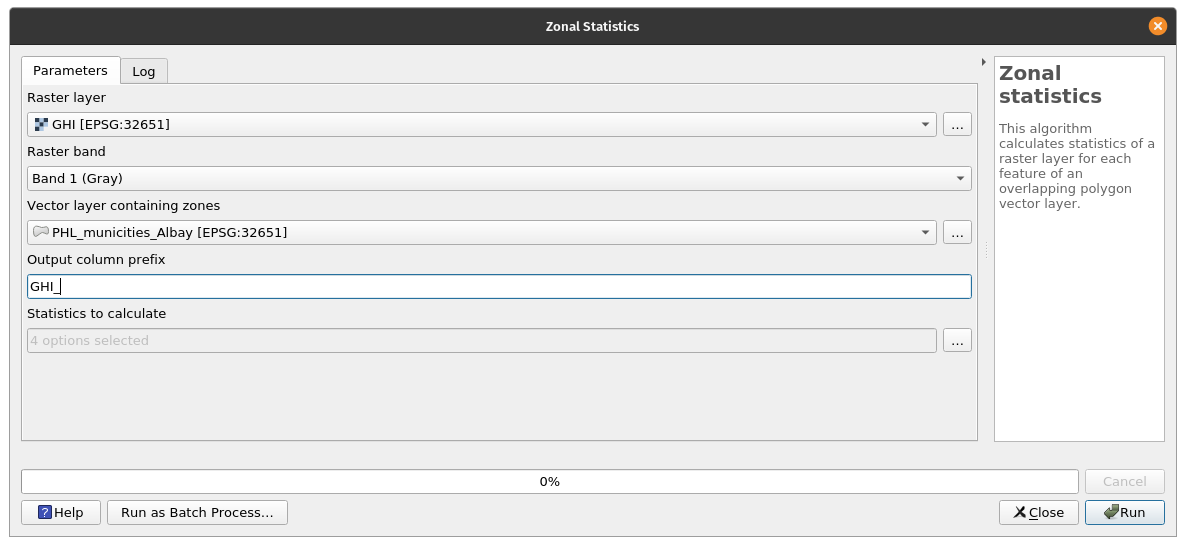 Zonal Statistics
Parameters
Log
Raster layer
GHI [EPSG:32651]
...
Raster band
Band 1 (Gray)
Vector layer containing zones
PHL_municities_Albay [EPSG:32651]
...
Output column prefix
GHI_
Statistics to calculate
4 options selected
...
Zonal
statistics
This algorithm
calculates statistics of a
raster layer for each
feature of an
overlapping polygon
vector layer.
0%
Cancel
Help
Run as Batch Process...
Close
Run